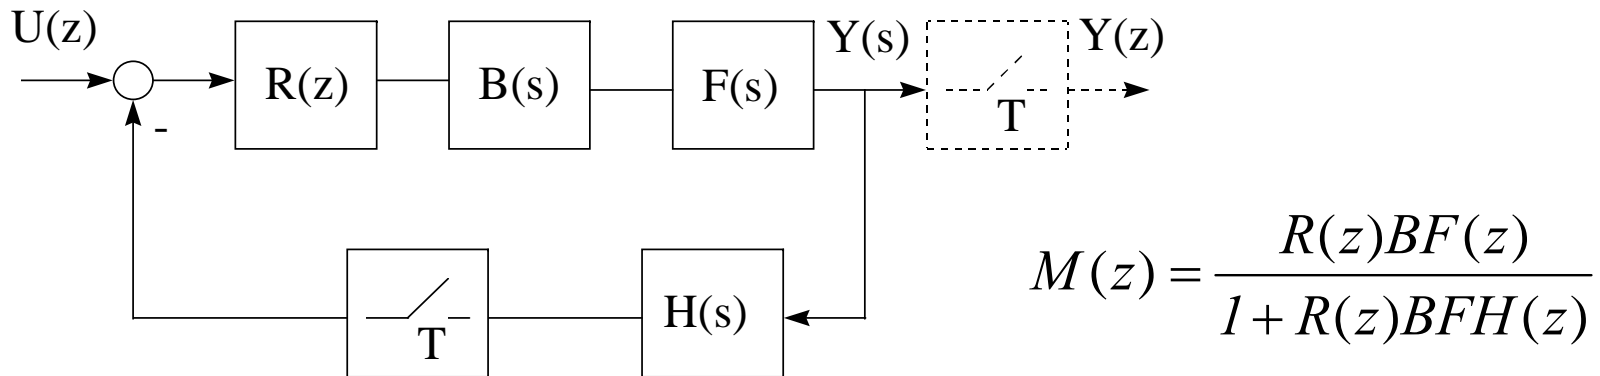 U(z)
R(z)
B(s)
F(s)
Y(s)
T
Y(z)
-
T
H(s)
M(z) = R(z)BF(z) / 1 + R(z)BFH(z)